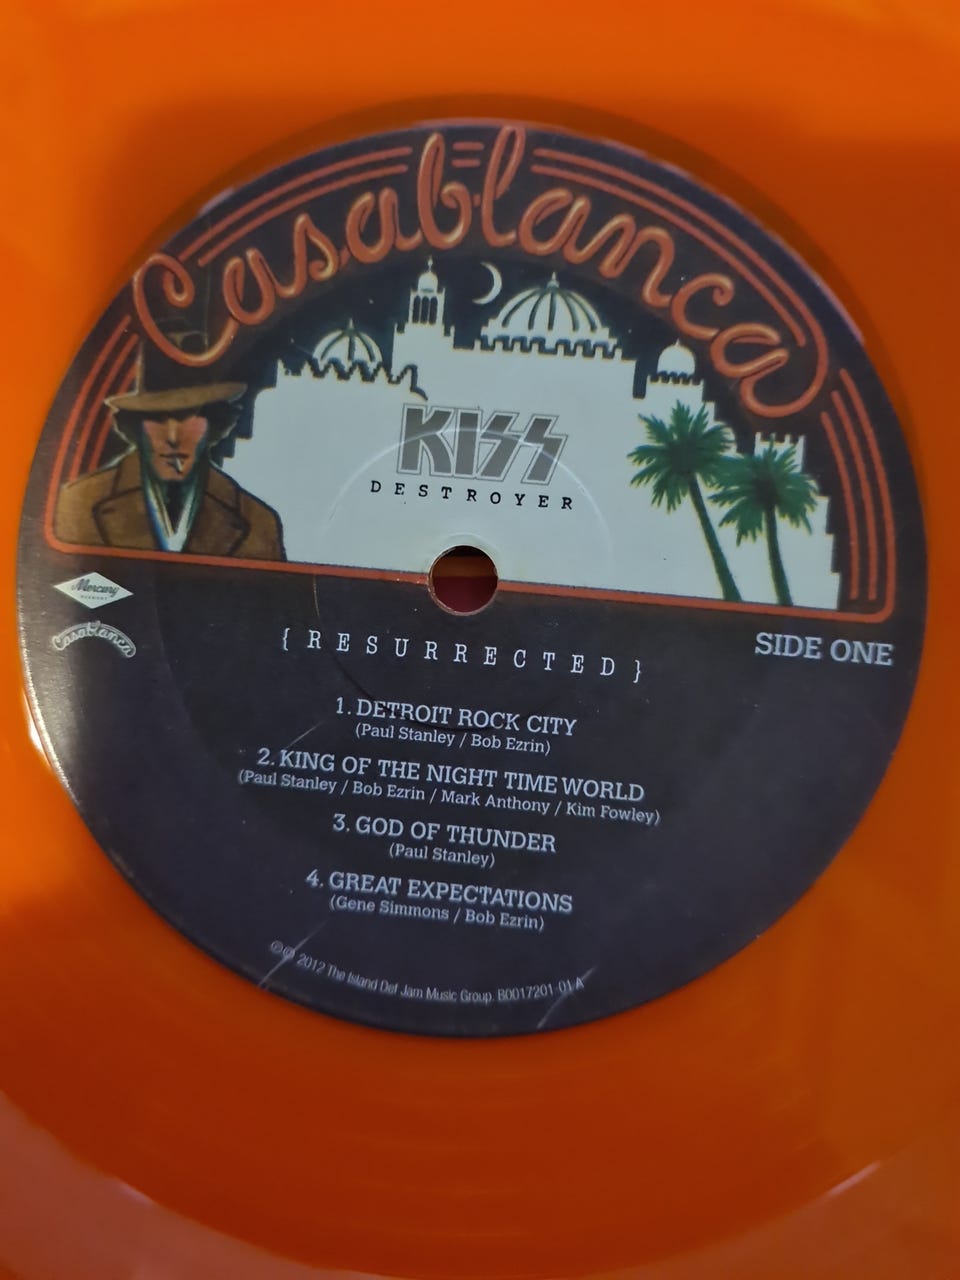 Casablanca
KISS
DESTROYER
Mercury
Casablanca
{RESURRECTED}
SIDE ONE
1. DETROIT ROCK CITY
(Paul Stanley / Bob Ezrin)
2. KING OF THE NIGHT TIME WORLD
(Paul Stanley / Bob Ezrin / Mark Anthony / Kim Fowley)
3. GOD OF THUNDER
(Paul Stanley)
4. GREAT EXPECTATIONS
(Gene Simmons / Bob Ezrin)
℗© 2012 The Island Def Jam Music Group. B0017201-01 A